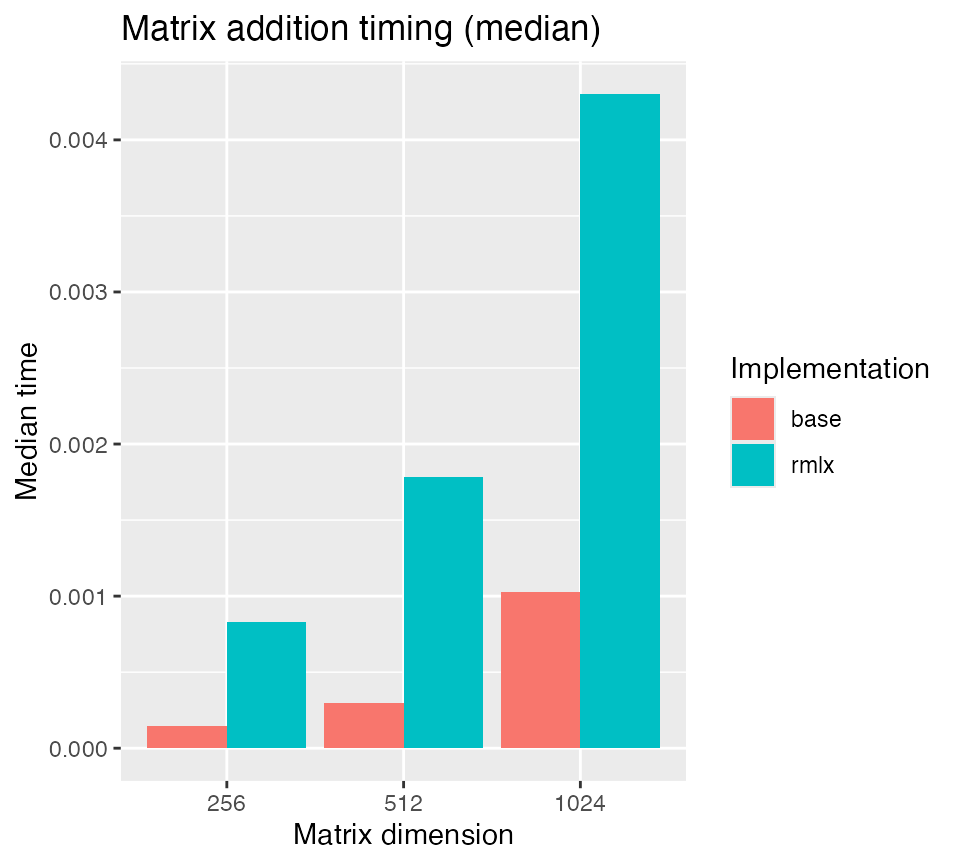 Matrix addition timing (median)
0.004
0.003
0.002
0.001
0.000
Median time
256 512 1024
Matrix dimension
Implementation
base
rmlx